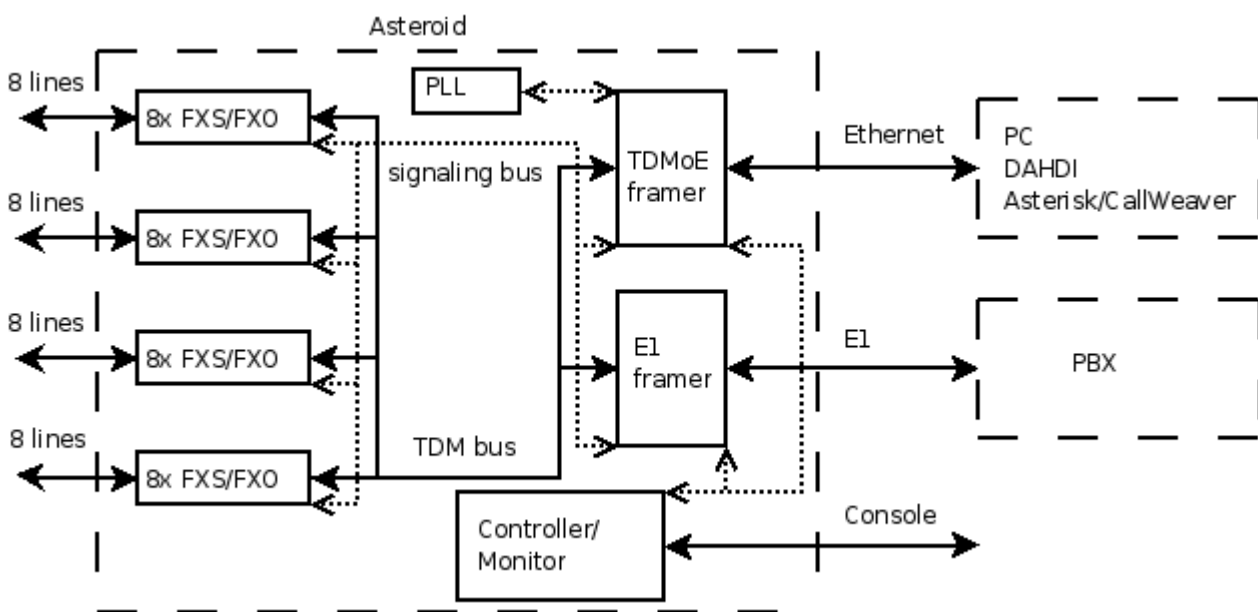 Asteroid
8 lines
8x FXS/FXO
PLL
signaling bus
TDMoE
framer
Ethernet
PC
DAHDI
Asterisk/CallWeaver
8 lines
8x FXS/FXO
8 lines
8x FXS/FXO
E1
framer
E1
PBX
8 lines
8x FXS/FXO
TDM bus
Controller/
Monitor
Console